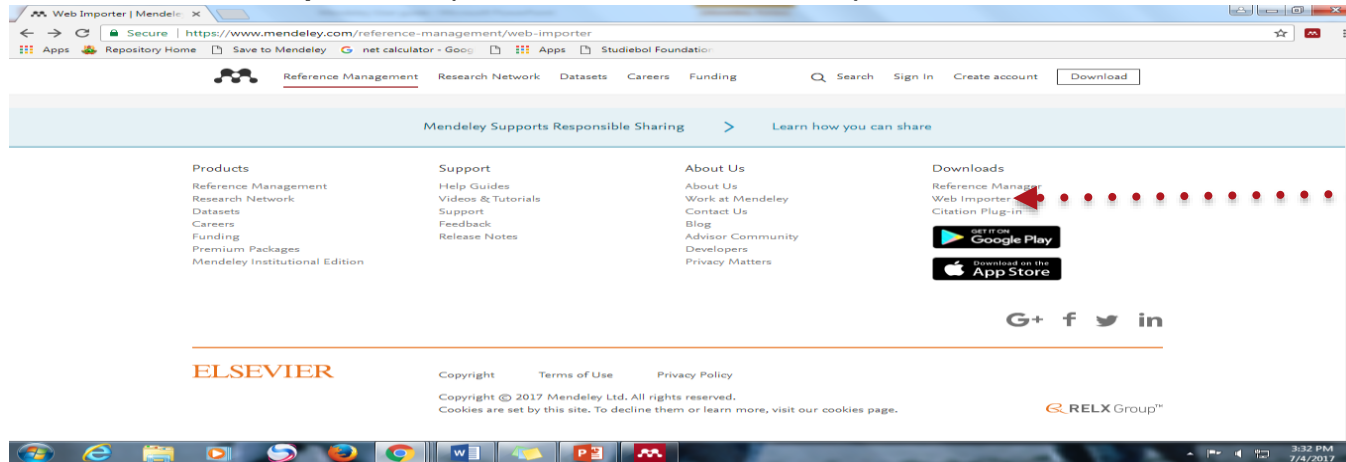 Web Importer | Mendele
Secure | https://www.mendeley.com/reference-management/web-importer
Apps Repository Home Save to Mendeley net calculator - Goog Apps Studiebol Foundation
Reference Management Research Network Datasets Careers Funding Search Sign In Create account Download
Mendeley Supports Responsible Sharing > Learn how you can share
Products
Reference Management
Research Network
Datasets
Careers
Funding
Premium Packages
Mendeley Institutional Edition
Support
Help Guides
Videos & Tutorials
Support
Feedback
Release Notes
About Us
About Us
Work at Mendeley
Contact Us
Blog
Advisor Community
Developers
Privacy Matters
Downloads
Reference Manager
Web Importer
Citation Plug-in
GET IT ON
Google Play
Download on the
App Store
G+ f in
ELSEVIER
Copyright Terms of Use Privacy Policy
Copyright © 2017 Mendeley Ltd. All rights reserved.
Cookies are set by this site. To decline them or learn more, visit our cookies page.
RELX Group™
3:32 PM
7/4/2017